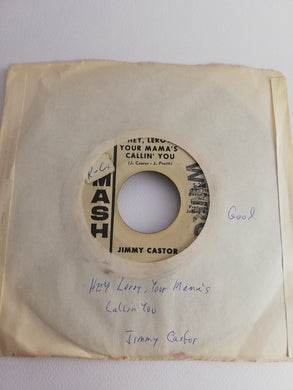 HEY, LEROY
YOUR MAMA'S
CALLIN' YOU
(J. Castor - J. Pruitt)
SMASH
JIMMY CASTOR
Good
HEY Leroy, Your Mama's
Callin You
Jimmy Castor